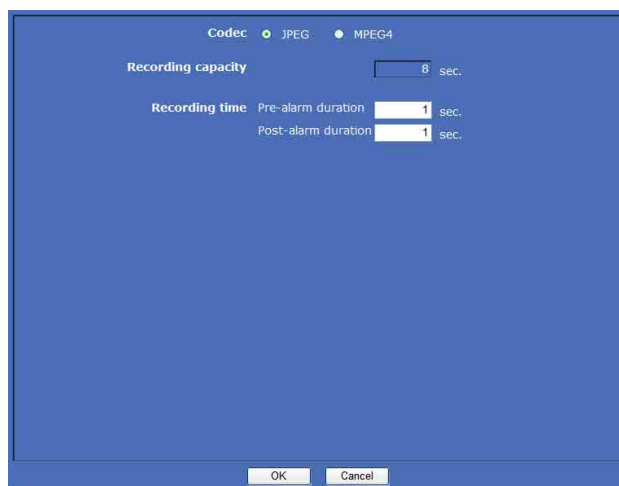 Codec JPEG MPEG4
Recording capacity 8 sec.
Recording time Pre-alarm duration 1 sec.
Post-alarm duration 1 sec.
OK Cancel